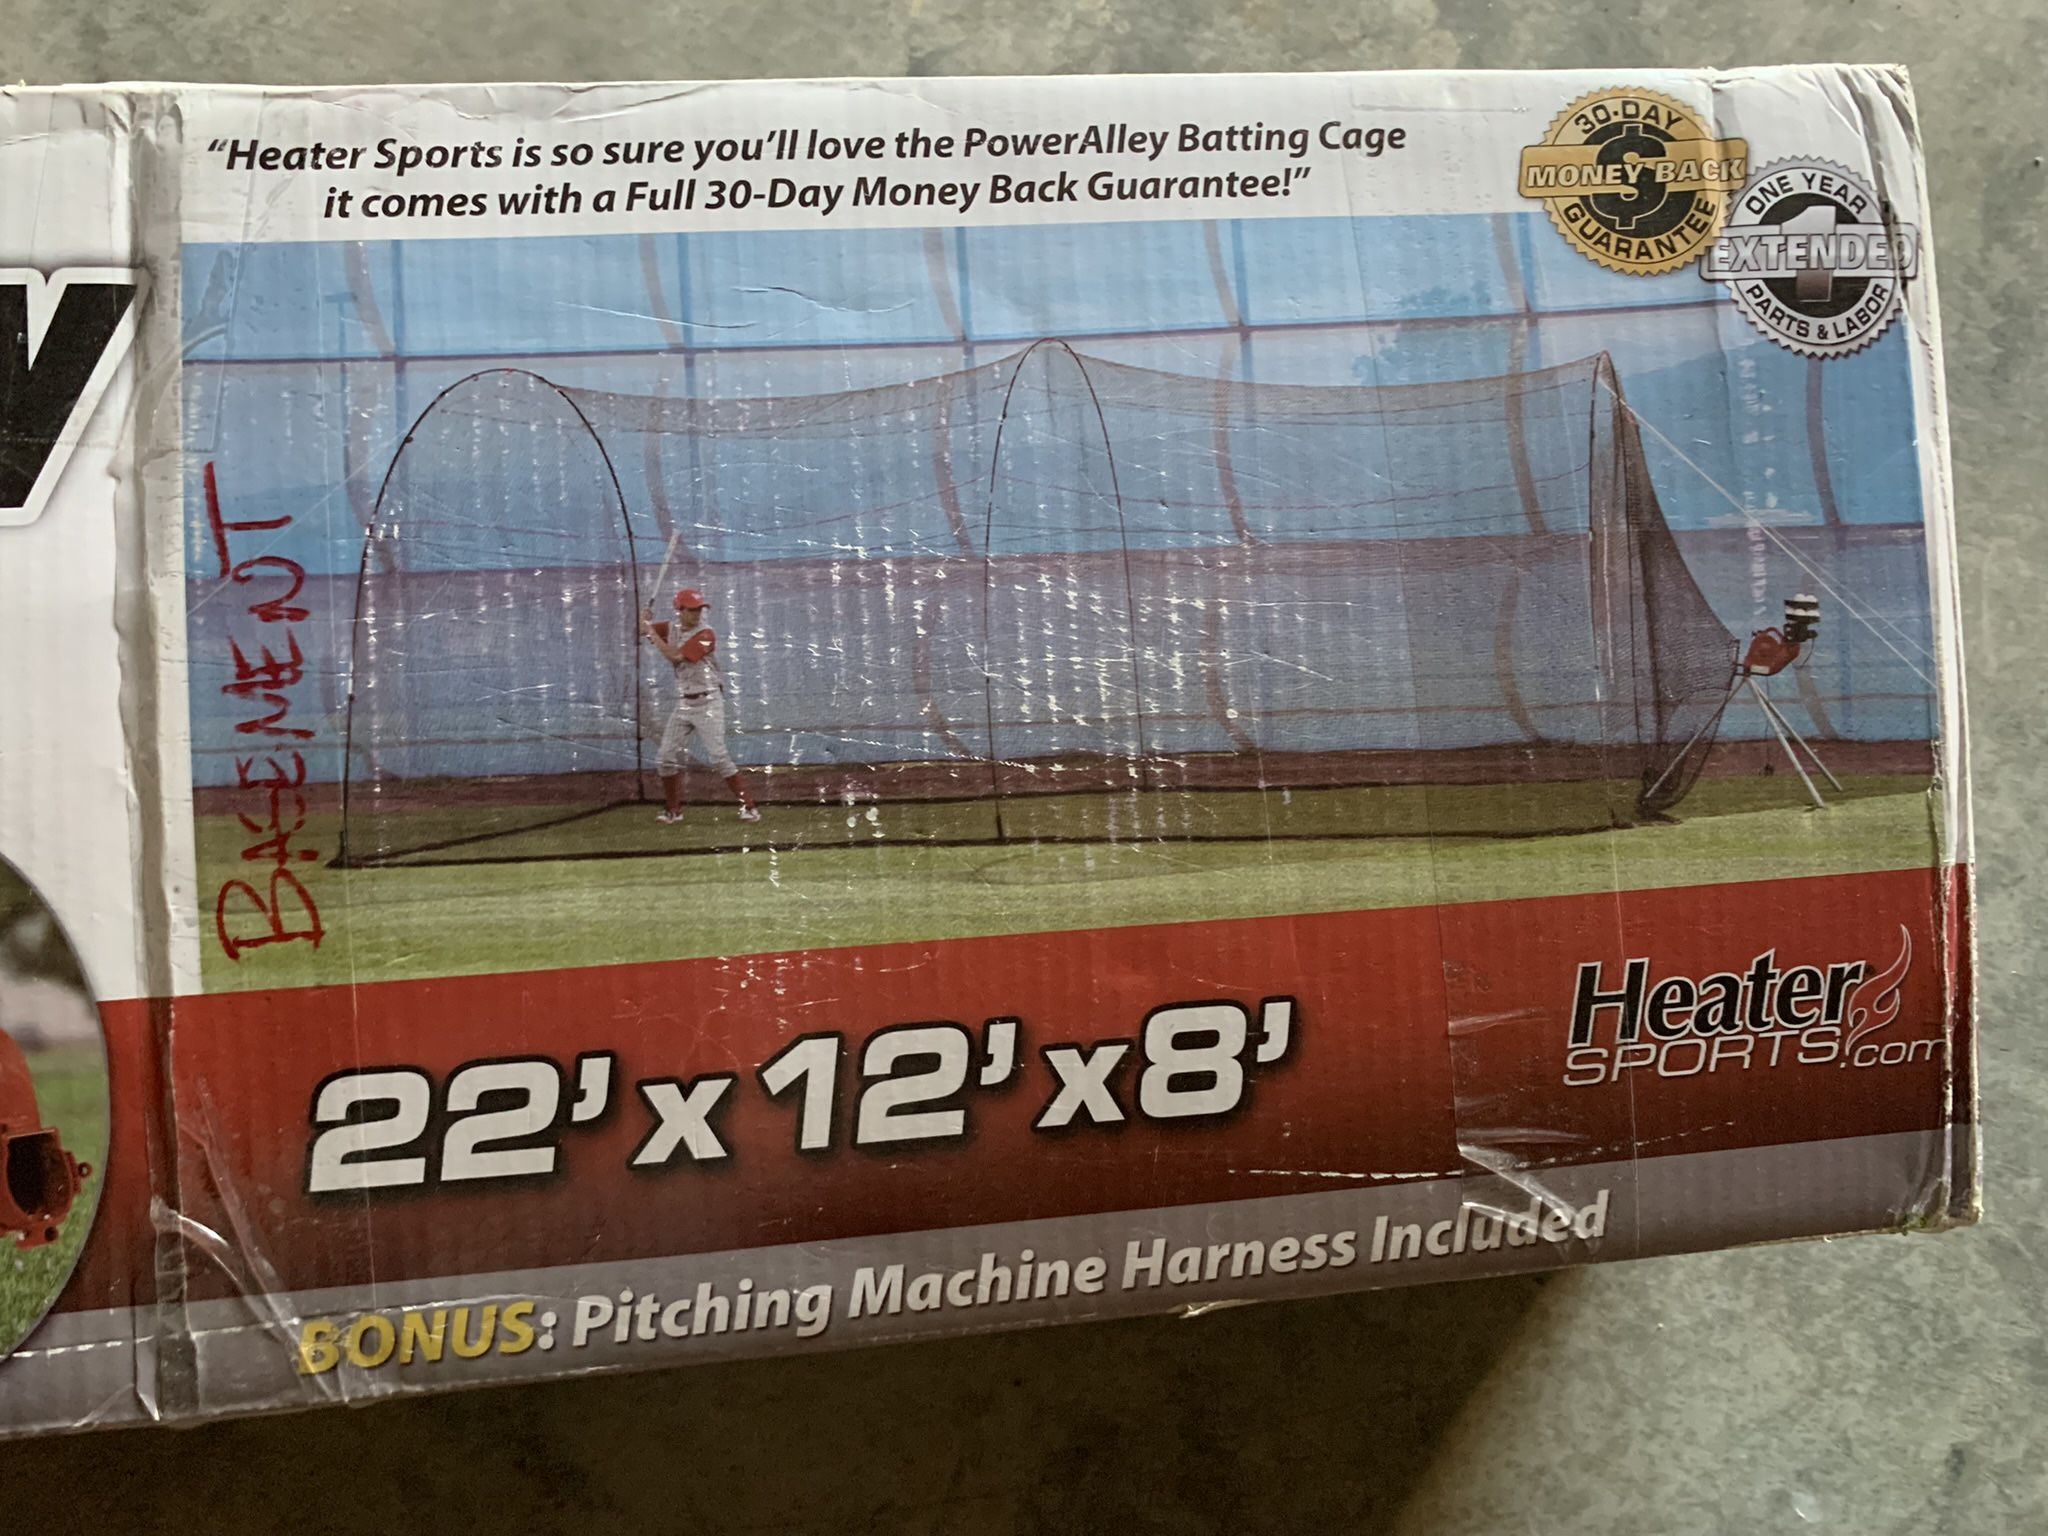 “Heater Sports is so sure you’ll love the PowerAlley Batting Cage
it comes with a Full 30-Day Money Back Guarantee!”
30-DAY
MONEY BACK
GUARANTEE
$
ONE YEAR
1
EXTENDED
PARTS & LABOR
BASEMENT
22’ x 12’ x 8’
Heater
SPORTS.com
BONUS: Pitching Machine Harness Included